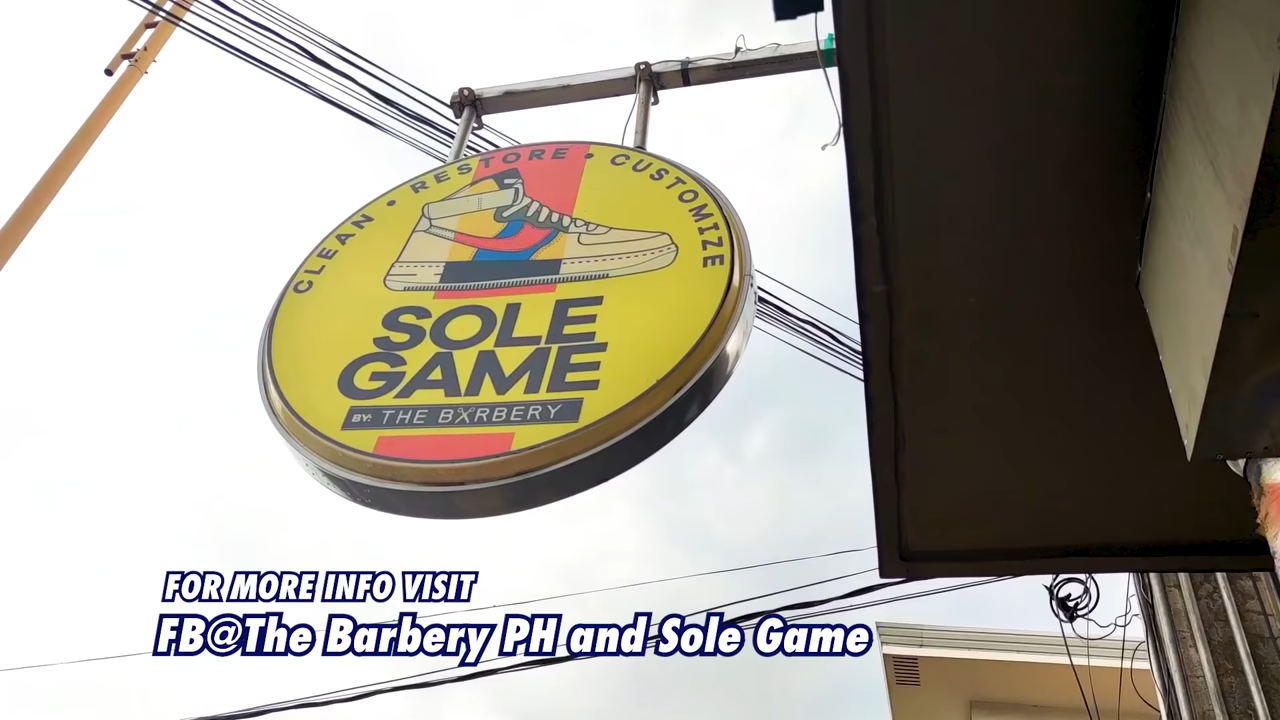 CLEAN • RESTORE • CUSTOMIZE
SOLE
GAME
BY: THE BARBERY
FOR MORE INFO VISIT
FB@The Barbery PH and Sole Game